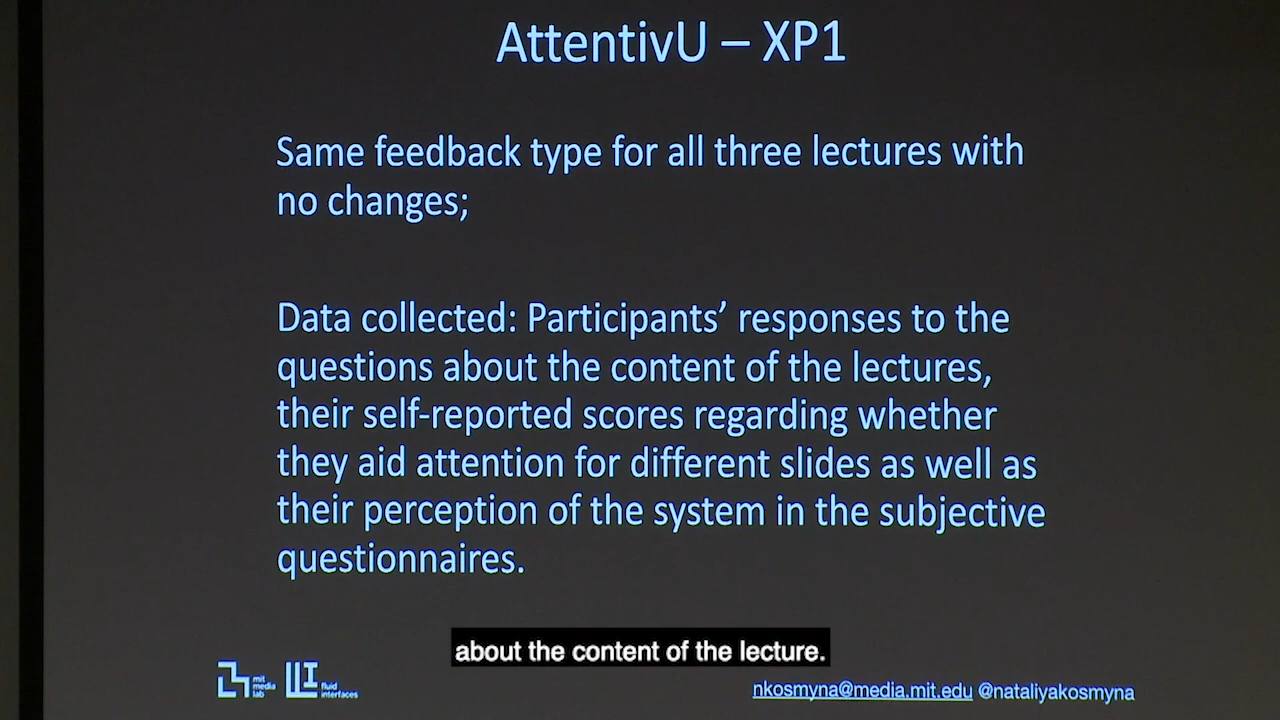 AttentivU – XP1
Same feedback type for all three lectures with
no changes;
Data collected: Participants’ responses to the
questions about the content of the lectures,
their self-reported scores regarding whether
they aid attention for different slides as well as
their perception of the system in the subjective
questionnaires.
about the content of the lecture.
mit
media
lab
fluid
interfaces
nkosmyna@media.mit.edu @nataliyakosmyna